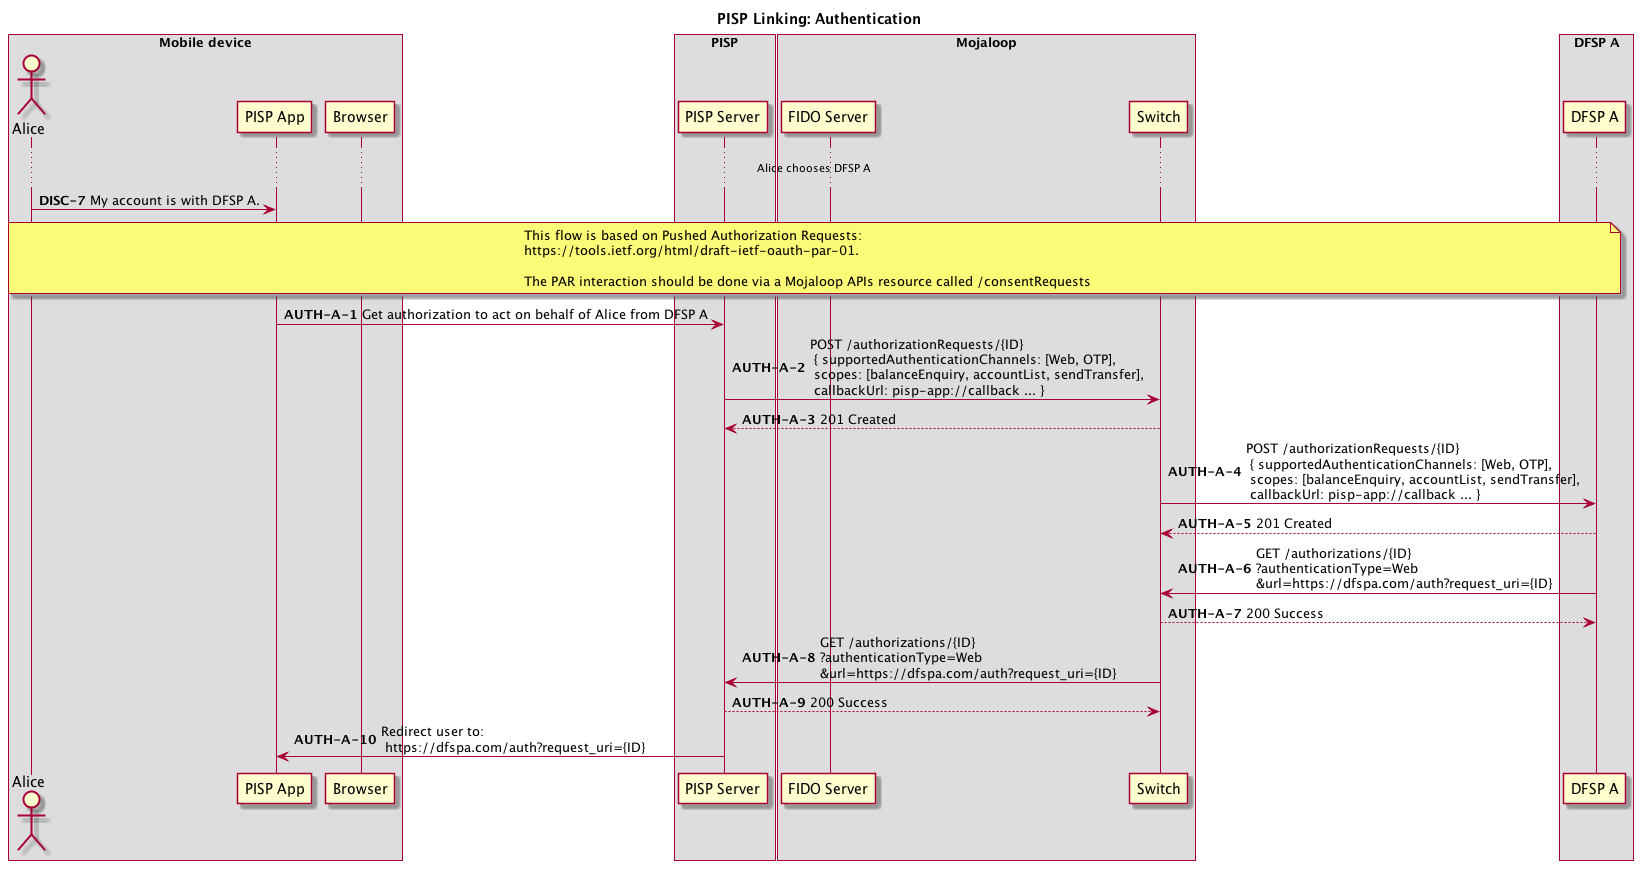 PISP Linking: Authentication
Mobile device
PISP
Mojaloop
DFSP A
Alice
PISP App
Browser
PISP Server
FIDO Server
Switch
DFSP A
Alice chooses DFSP A
DISC-7 My account is with DFSP A.
This flow is based on Pushed Authorization Requests:
https://tools.ietf.org/html/draft-ietf-oauth-par-01.
The PAR interaction should be done via a Mojaloop APIs resource called /consentRequests
AUTH-A-1 Get authorization to act on behalf of Alice from DFSP A
POST /authorizationRequests/{ID}
{ supportedAuthenticationChannels: [Web, OTP],
AUTH-A-2
scopes: [balanceEnquiry, accountList, sendTransfer],
callbackUrl: pisp-app://callback ... }
AUTH-A-3 201 Created
POST /authorizationRequests/{ID}
{ supportedAuthenticationChannels: [Web, OTP],
AUTH-A-4
scopes: [balanceEnquiry, accountList, sendTransfer],
callbackUrl: pisp-app://callback ... }
AUTH-A-5 201 Created
GET /authorizations/{ID}
AUTH-A-6 ?authenticationType=Web
&url=https://dfspa.com/auth?request_uri={ID}
AUTH-A-7 200 Success
GET /authorizations/{ID}
AUTH-A-8 ?authenticationType=Web
&url=https://dfspa.com/auth?request_uri={ID}
AUTH-A-9 200 Success
Redirect user to:
AUTH-A-10
https://dfspa.com/auth?request_uri={ID}
Alice
PISP App
Browser
PISP Server
FIDO Server
Switch
DFSP A